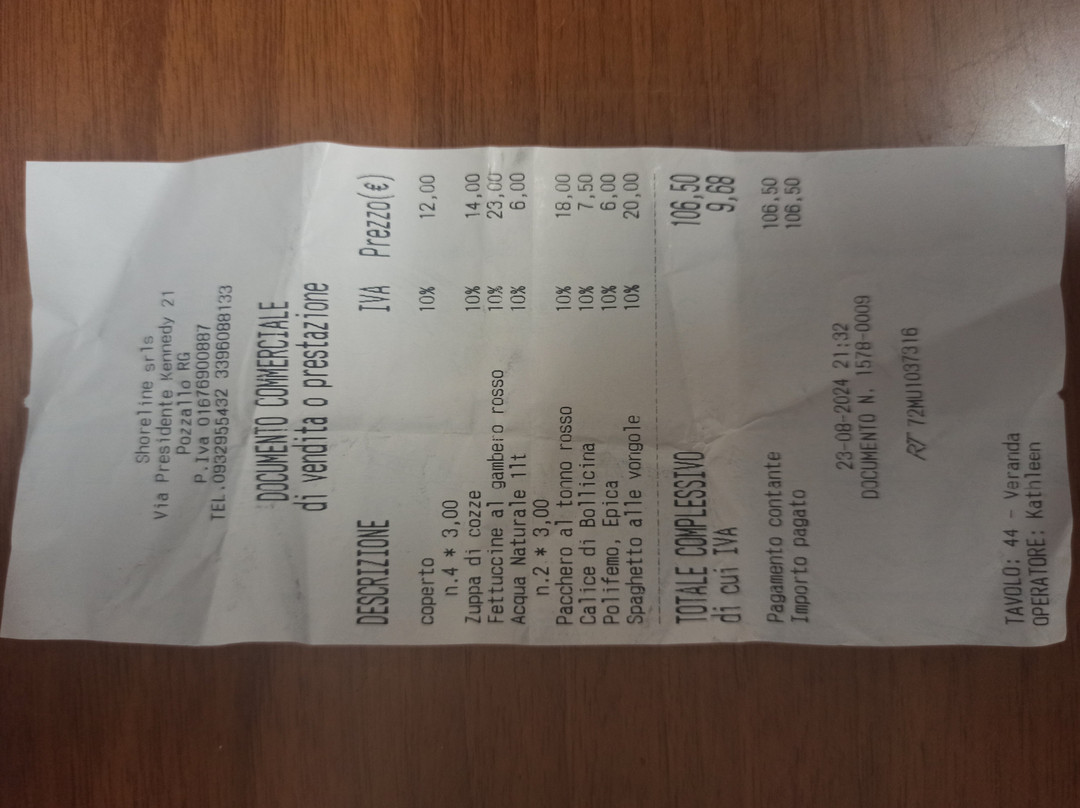 Shoreline srls
Via Presidente Kennedy 21
Pozzallo RG
P.Iva 01676900887
TEL.0932955432 3396088133
DOCUMENTO COMMERCIALE
di vendita o prestazione
DESCRIZIONE IVA Prezzo(€)
coperto 10% 12,00
n.4 * 3,00
Zuppa di cozze 10% 14,00
Fettuccine al gambero rosso 10% 23,00
Acqua Naturale 1lt 10% 6,00
n.2 * 3,00
Pacchero al tonno rosso 10% 18,00
Calice di Bollicina 10% 7,50
Polifemo, Epica 10% 6,00
Spaghetto alle vongole 10% 20,00
TOTALE COMPLESSIVO 106,50
di cui IVA 9,68
Pagamento contante 106,50
Importo pagato 106,50
23-08-2024 21:32
DOCUMENTO N. 1578-0009
RT 72MU1037316
TAVOLO: 44 - Veranda
OPERATORE: Kathleen